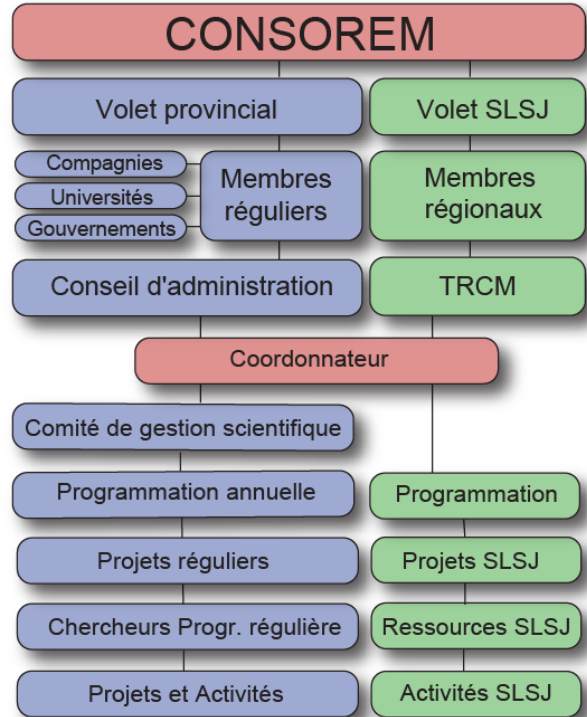 CONSOREM
Volet provincial
Volet SLSJ
Compagnies
Universités
Gouvernements
Membres
réguliers
Membres
régionaux
Conseil d'administration
TRCM
Coordonnateur
Comité de gestion scientifique
Programmation annuelle
Programmation
Projets réguliers
Projets SLSJ
Chercheurs Progr. régulière
Ressources SLSJ
Projets et Activités
Activités SLSJ